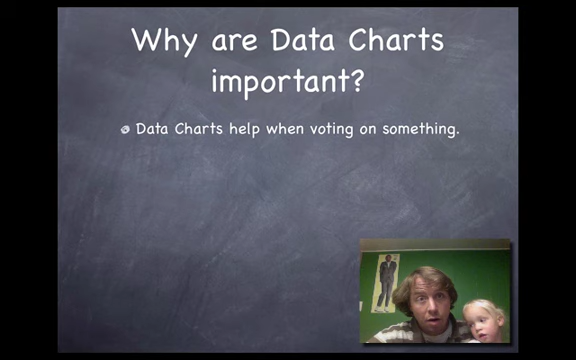 Why are Data Charts
important?
Data Charts help when voting on something.